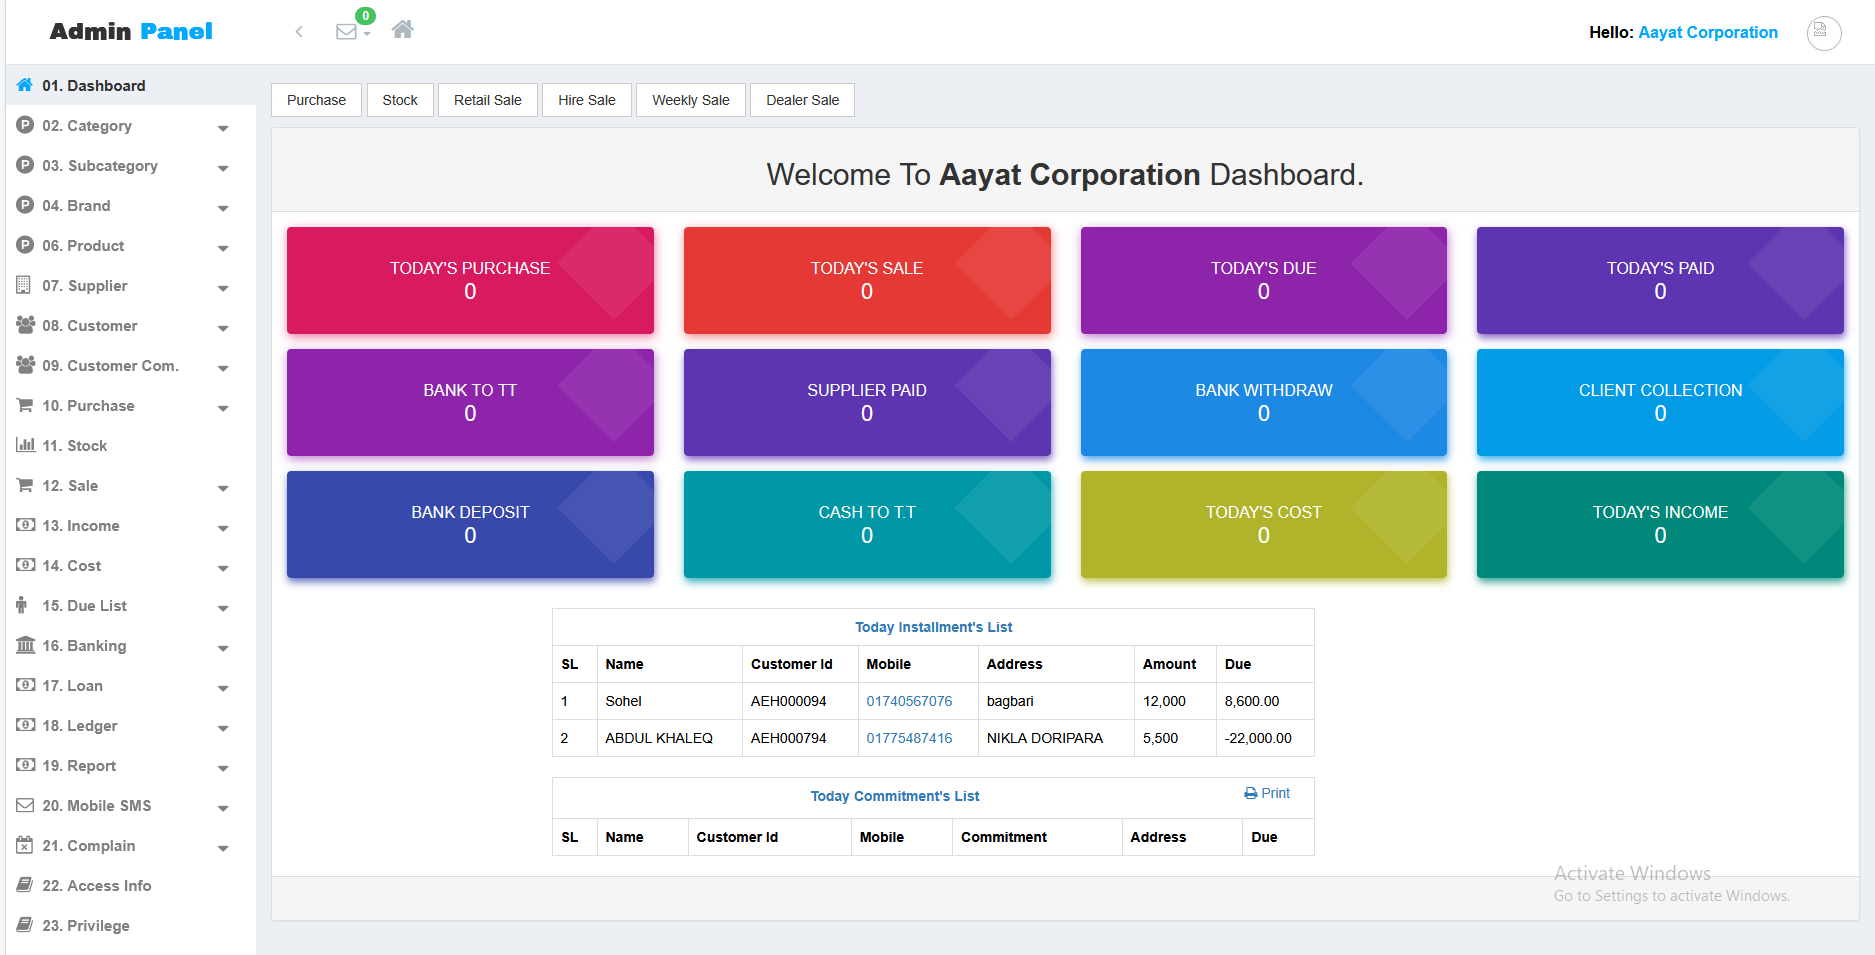 Admin Panel
0
Hello: Aayat Corporation
01. Dashboard
02. Category
03. Subcategory
04. Brand
06. Product
07. Supplier
08. Customer
09. Customer Com.
10. Purchase
11. Stock
12. Sale
13. Income
14. Cost
15. Due List
16. Banking
17. Loan
18. Ledger
19. Report
20. Mobile SMS
21. Complain
22. Access Info
23. Privilege
Purchase Stock Retail Sale Hire Sale Weekly Sale Dealer Sale
Welcome To Aayat Corporation Dashboard.
TODAY'S PURCHASE
0
TODAY'S SALE
0
TODAY'S DUE
0
TODAY'S PAID
0
BANK TO TT
0
SUPPLIER PAID
0
BANK WITHDRAW
0
CLIENT COLLECTION
0
BANK DEPOSIT
0
CASH TO T.T
0
TODAY'S COST
0
TODAY'S INCOME
0
Today Installment's List
SL Name Customer Id Mobile Address Amount Due
1 Sohel AEH000094 01740567076 bagbari 12,000 8,600.00
2 ABDUL KHALEQ AEH000794 01775487416 NIKLA DORIPARA 5,500 -22,000.00
Today Commitment's List Print
SL Name Customer Id Mobile Commitment Address Due
Activate Windows
Go to Settings to activate Windows.